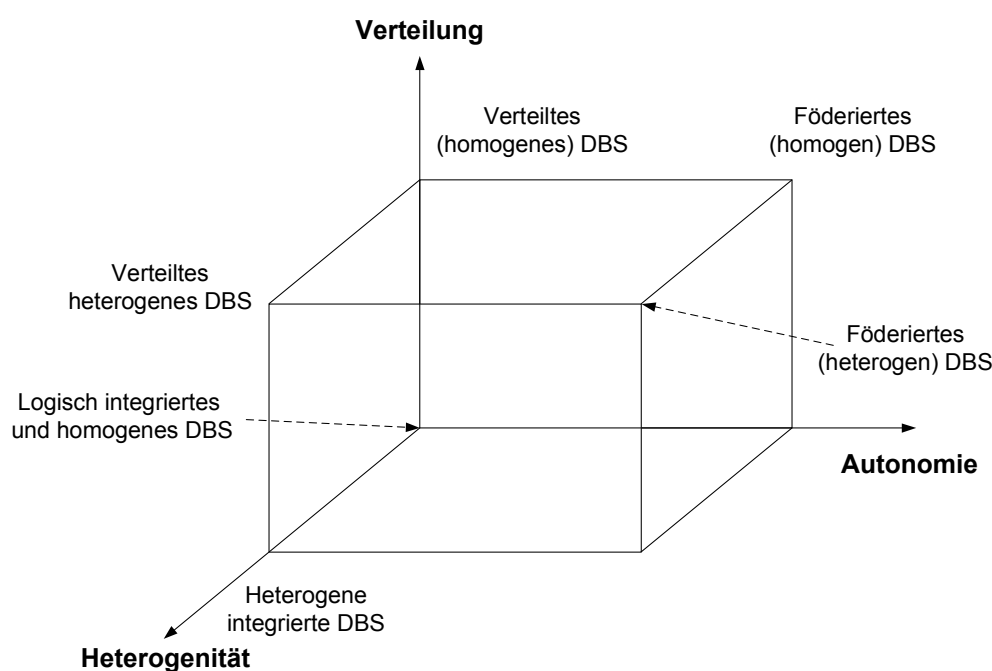 Verteilung
Verteiltes
(homogenes) DBS
Föderiertes
(homogen) DBS
Verteiltes
heterogenes DBS
Föderiertes
(heterogen) DBS
Logisch integriertes
und homogenes DBS
Autonomie
Heterogene
integrierte DBS
Heterogenität